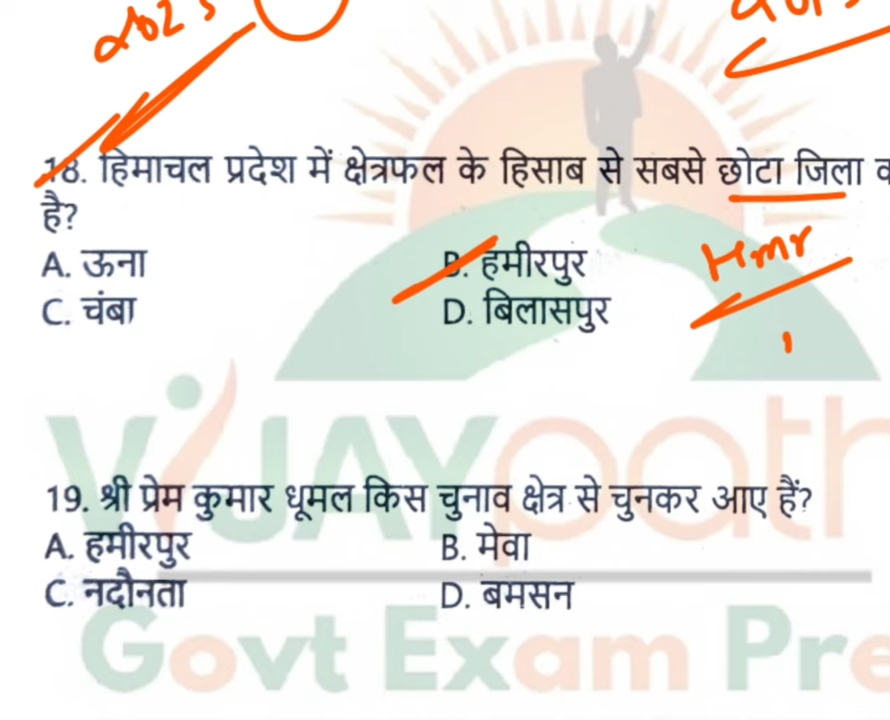 18. हिमाचल प्रदेश में क्षेत्रफल के हिसाब से सबसे छोटा जिला
है?
A. ऊना
B. हमीरपुर
Hmr
C. चंबा
D. बिलासपुर
VIJAYpath
19. श्री प्रेम कुमार धूमल किस चुनाव क्षेत्र से चुनकर आए हैं?
A. हमीरपुर
B. मेवा
C. नदौनता
D. बमसन
Govt Exam Pre